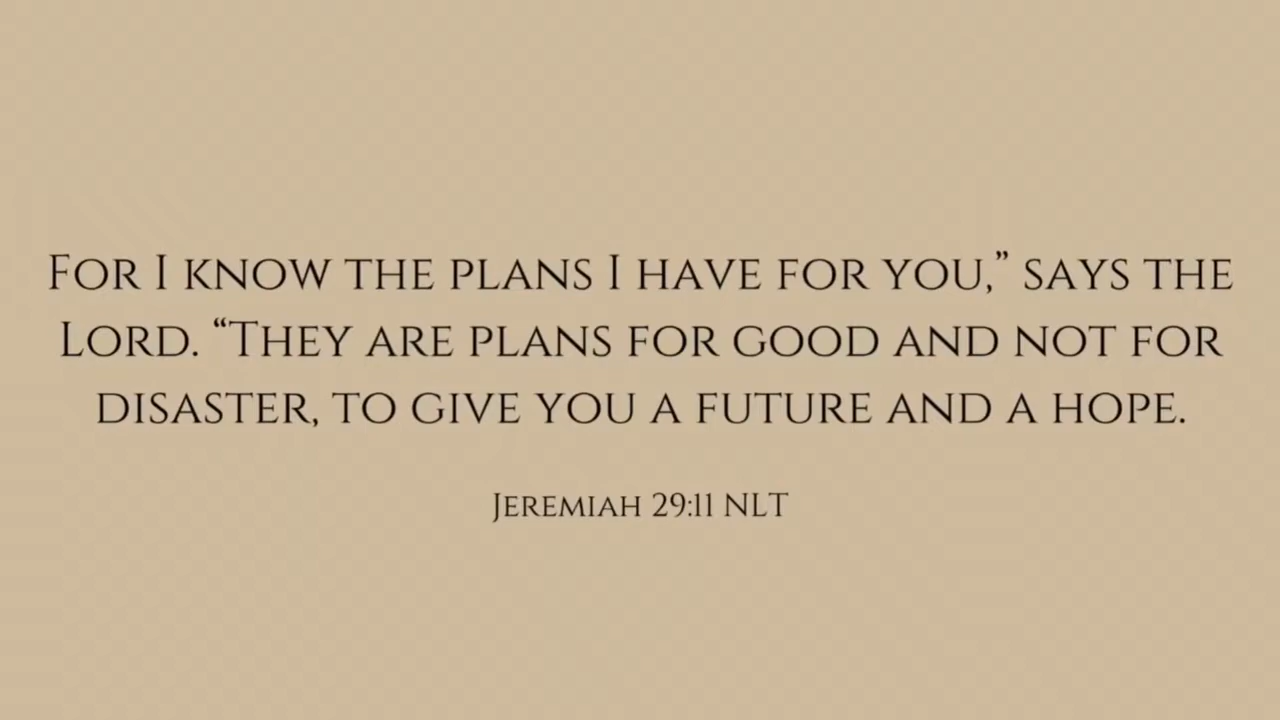 For I know the plans I have for you,” says the
Lord. “They are plans for good and not for
disaster, to give you a future and a hope.
Jeremiah 29:11 NLT